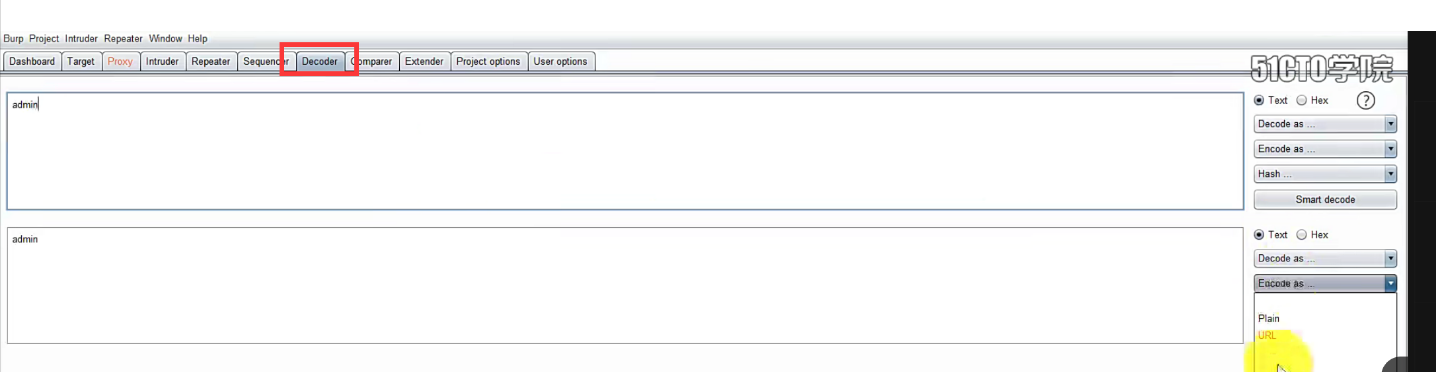 Burp Project Intruder Repeater Window Help
Dashboard Target Proxy Intruder Repeater Sequencer Decoder Comparer Extender Project options User options
51CTO学院
admin
Text Hex ?
Decode as ...
Encode as ...
Hash ...
Smart decode
admin
Text Hex
Decode as ...
Encode as ...
Plain
URL